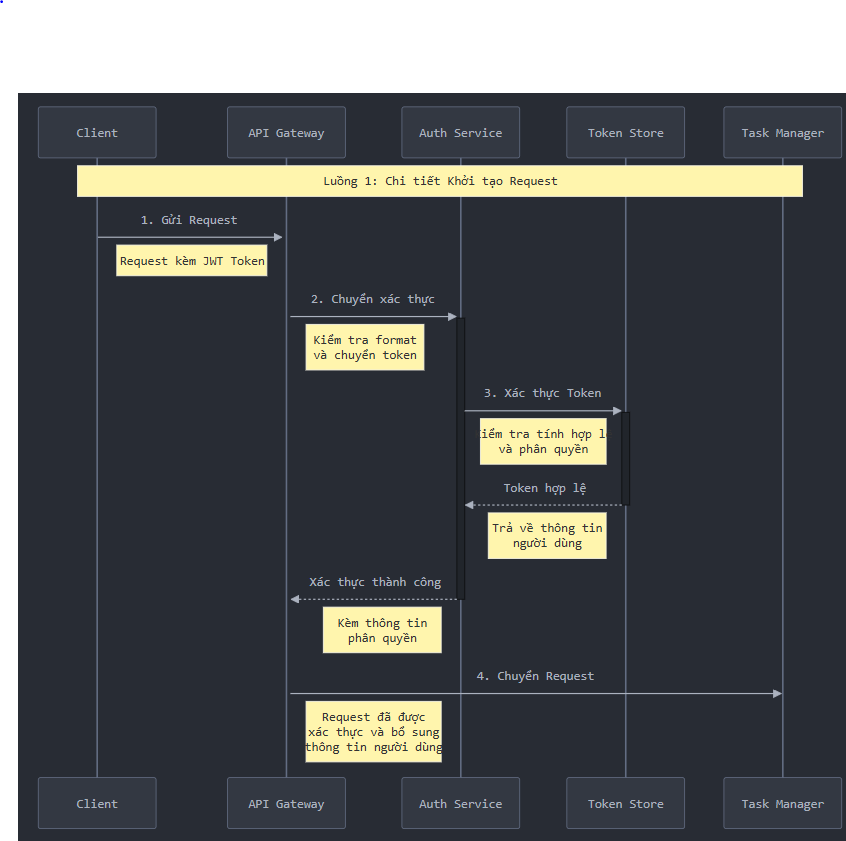 Client
API Gateway
Auth Service
Token Store
Task Manager
Luồng 1: Chi tiết Khởi tạo Request
1. Gửi Request
Request kèm JWT Token
2. Chuyển xác thực
Kiểm tra format
và chuyển token
3. Xác thực Token
iểm tra tính hợp l
và phân quyền
Token hợp lệ
Trả về thông tin
người dùng
Xác thực thành công
Kèm thông tin
phân quyền
4. Chuyển Request
Request đã được
xác thực và bổ sung
thông tin người dùng
Client
API Gateway
Auth Service
Token Store
Task Manager